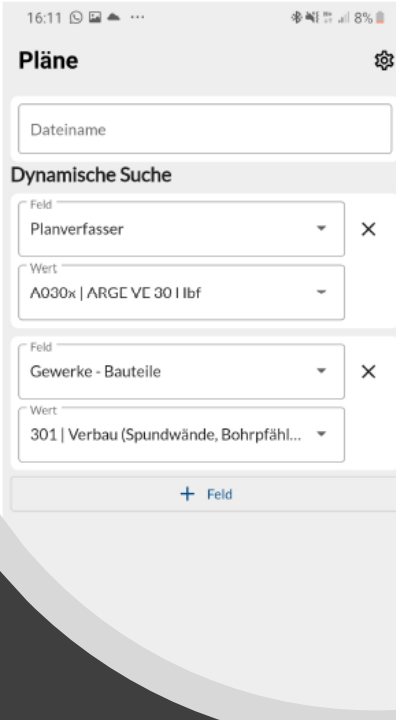 16:11 ... 8%
Pläne
Dateiname
Dynamische Suche
Feld
Planverfasser
Wert
A030x | ARGE VE 30 I Ibf
Feld
Gewerke - Bauteile
Wert
301 | Verbau (Spundwände, Bohrpfähl...
+ Feld